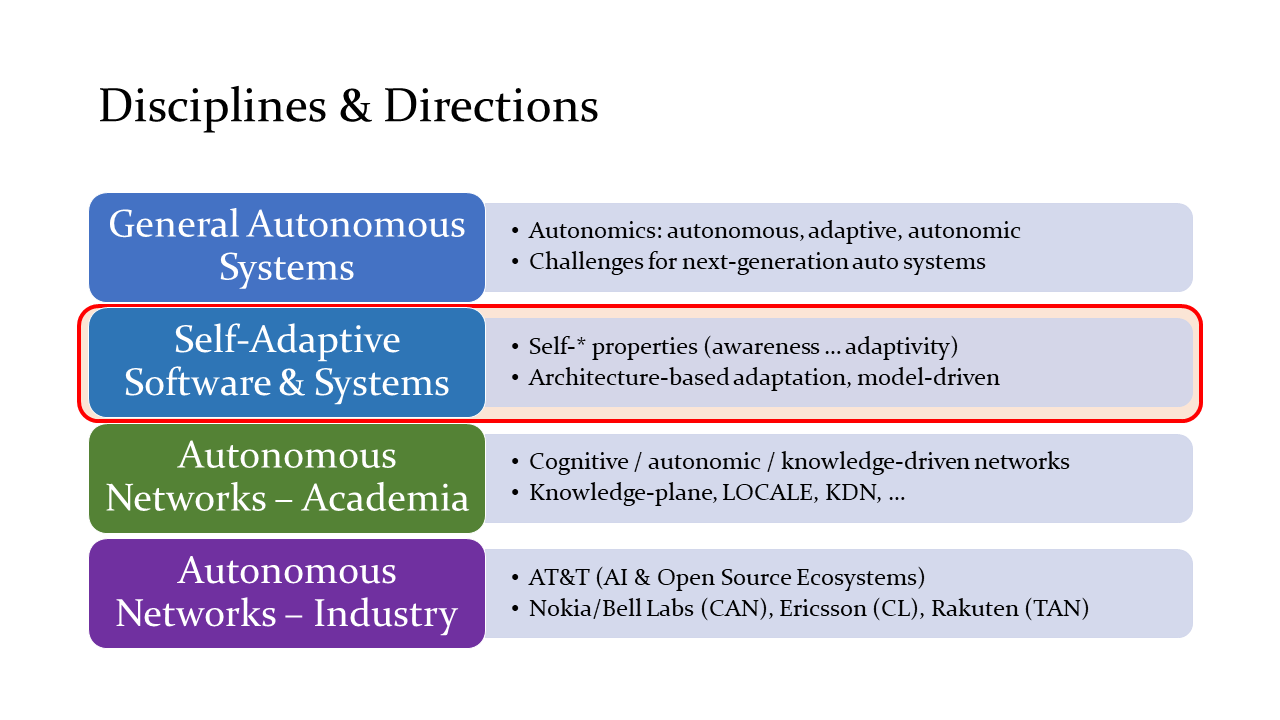 Disciplines & Directions
General Autonomous
Systems
• Autonomics: autonomous, adaptive, autonomic
• Challenges for next-generation auto systems
Self-Adaptive
Software & Systems
• Self-* properties (awareness ... adaptivity)
• Architecture-based adaptation, model-driven
Autonomous
Networks – Academia
• Cognitive / autonomic / knowledge-driven networks
• Knowledge-plane, LOCALE, KDN, ...
Autonomous
Networks – Industry
• AT&T (AI & Open Source Ecosystems)
• Nokia/Bell Labs (CAN), Ericsson (CL), Rakuten (TAN)